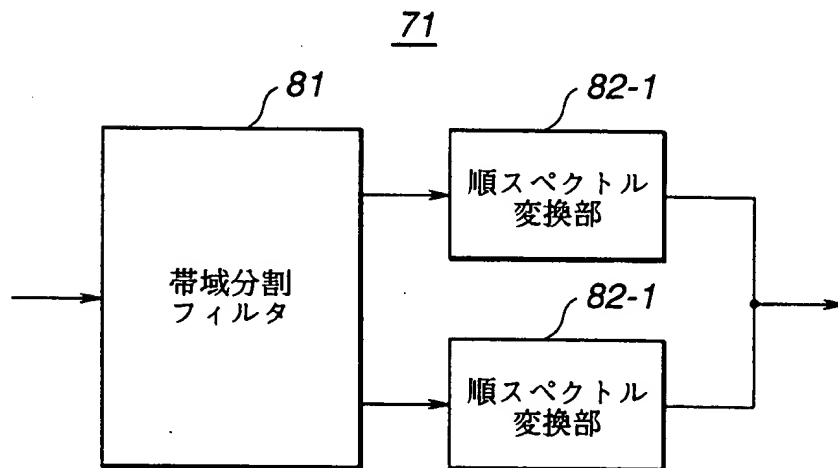 71
81
82-1
順スペクトル
変換部
帯域分割
フィルタ
82-1
順スペクトル
変換部